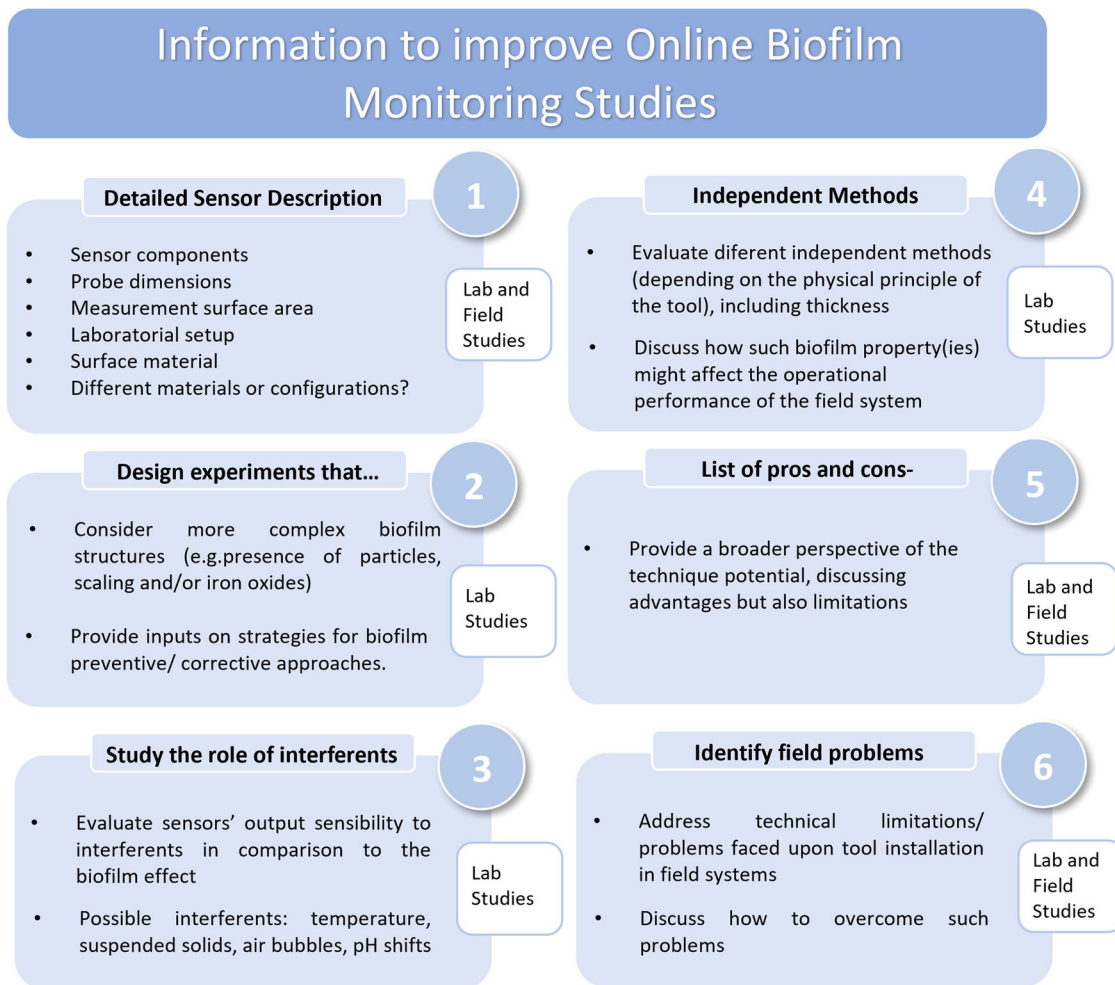 Information to improve Online Biofilm
Monitoring Studies
Detailed Sensor Description
1
• Sensor components
• Probe dimensions
• Measurement surface area
• Laboratorial setup
• Surface material
• Different materials or configurations?
Lab and
Field
Studies
Design experiments that...
2
• Consider more complex biofilm
structures (e.g.presence of particles,
scaling and/or iron oxides)
• Provide inputs on strategies for biofilm
preventive/ corrective approaches.
Lab
Studies
Study the role of interferents
3
• Evaluate sensors’ output sensibility to
interferents in comparison to the
biofilm effect
• Possible interferents: temperature,
suspended solids, air bubbles, pH shifts
Lab
Studies
Independent Methods
4
• Evaluate diferent independent methods
(depending on the physical principle of
the tool), including thickness
• Discuss how such biofilm property(ies)
might affect the operational
performance of the field system
Lab
Studies
List of pros and cons-
5
• Provide a broader perspective of the
technique potential, discussing
advantages but also limitations
Lab and
Field
Studies
Identify field problems
6
• Address technical limitations/
problems faced upon tool installation
in field systems
• Discuss how to overcome such
problems
Lab and
Field
Studies